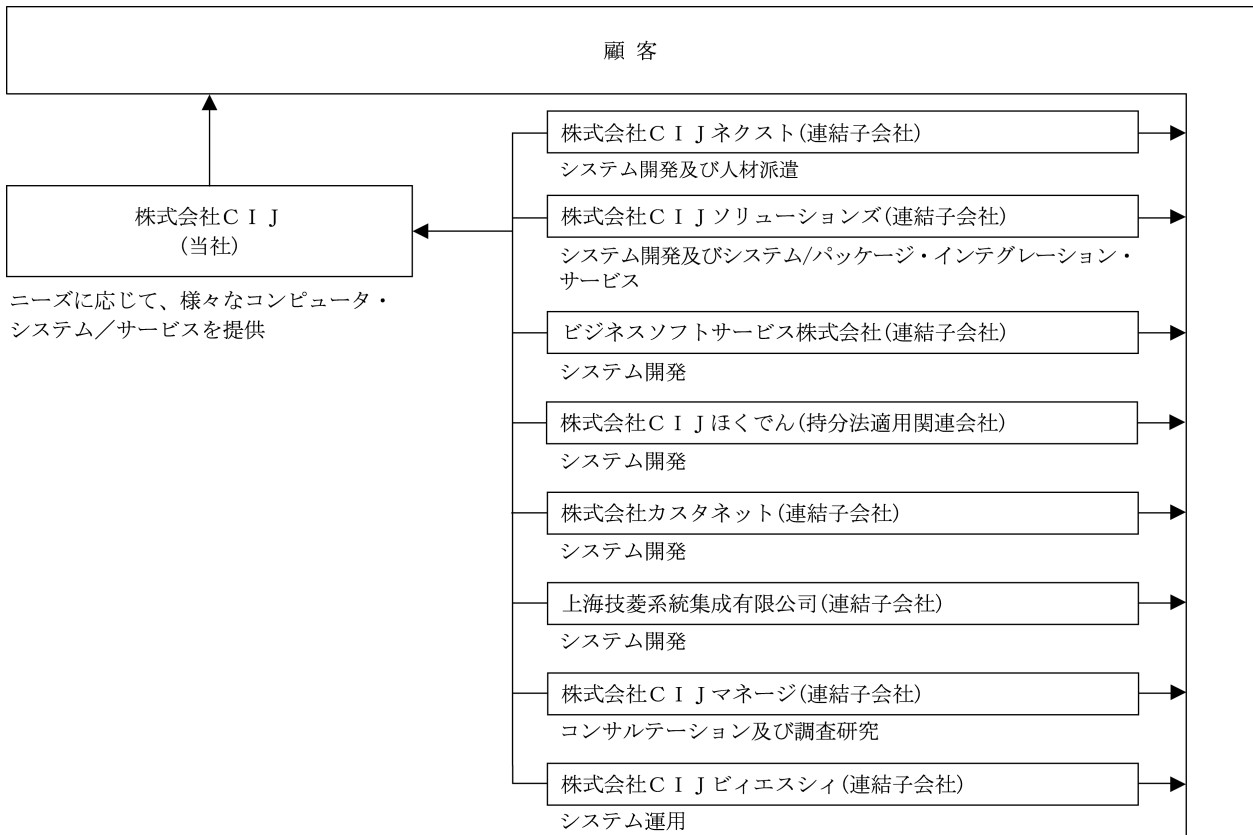 顧 客
株式会社ＣＩＪ
(当社)
ニーズに応じて、様々なコンピュータ・
システム／サービスを提供
株式会社ＣＩＪネクスト(連結子会社)
システム開発及び人材派遣
株式会社ＣＩＪソリューションズ(連結子会社)
システム開発及びシステム/パッケージ・インテグレーション・
サービス
ビジネスソフトサービス株式会社(連結子会社)
システム開発
株式会社ＣＩＪほくでん(持分法適用関連会社)
システム開発
株式会社カスタネット(連結子会社)
システム開発
上海技菱系統集成有限公司(連結子会社)
システム開発
株式会社ＣＩＪマネージ(連結子会社)
コンサルテーション及び調査研究
株式会社ＣＩＪビィエスシィ(連結子会社)
システム運用